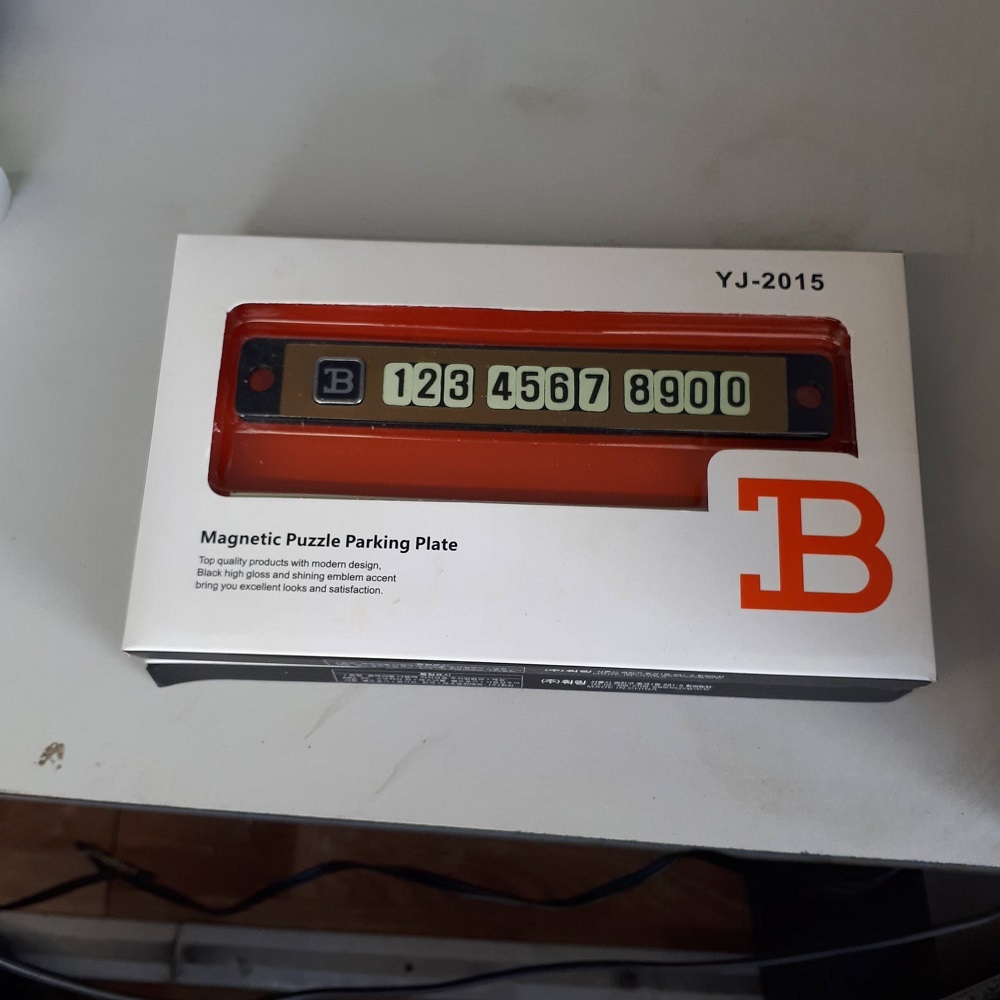 YJ-2015
B 123 4567 8900
B
Magnetic Puzzle Parking Plate
Top quality products with modern design,
Black high gloss and shining emblem accent
bring you excellent looks and satisfaction.